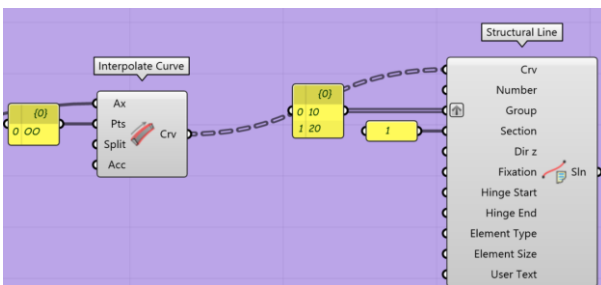 Structural Line
Interpolate Curve
{0}
0 OO
Ax
Pts
Split
Acc
Crv
{0}
0 10
1 20
1
Crv
Number
Group
Section
Dir z
Fixation
Hinge Start
Hinge End
Element Type
Element Size
User Text
Sln